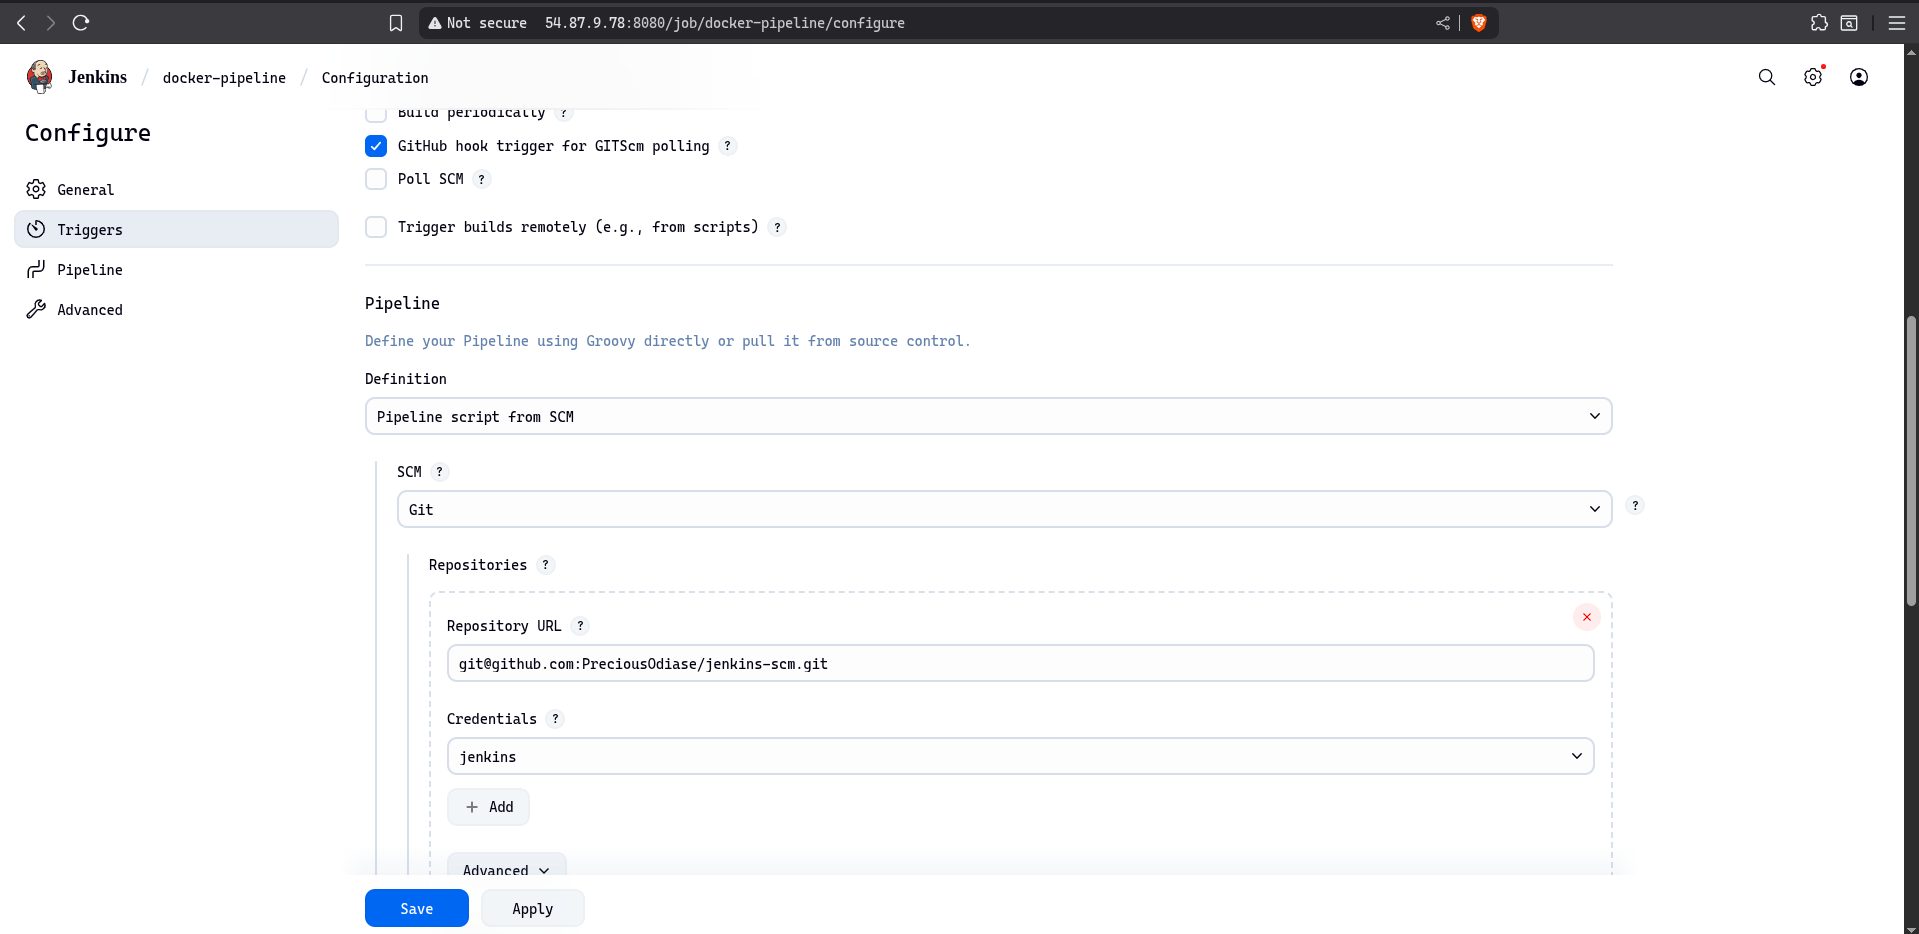 Not secure 54.87.9.78:8080/job/docker-pipeline/configure
Jenkins / docker-pipeline / Configuration
Configure
General
Triggers
Pipeline
Advanced
Build periodically ?
GitHub hook trigger for GITScm polling ?
Poll SCM ?
Trigger builds remotely (e.g., from scripts) ?
Pipeline
Define your Pipeline using Groovy directly or pull it from source control.
Definition
Pipeline script from SCM
SCM ?
Git
?
Repositories ?
Repository URL ?
git@github.com:PreciousOdiase/jenkins-scm.git
Credentials ?
jenkins
+ Add
Advanced
Save
Apply